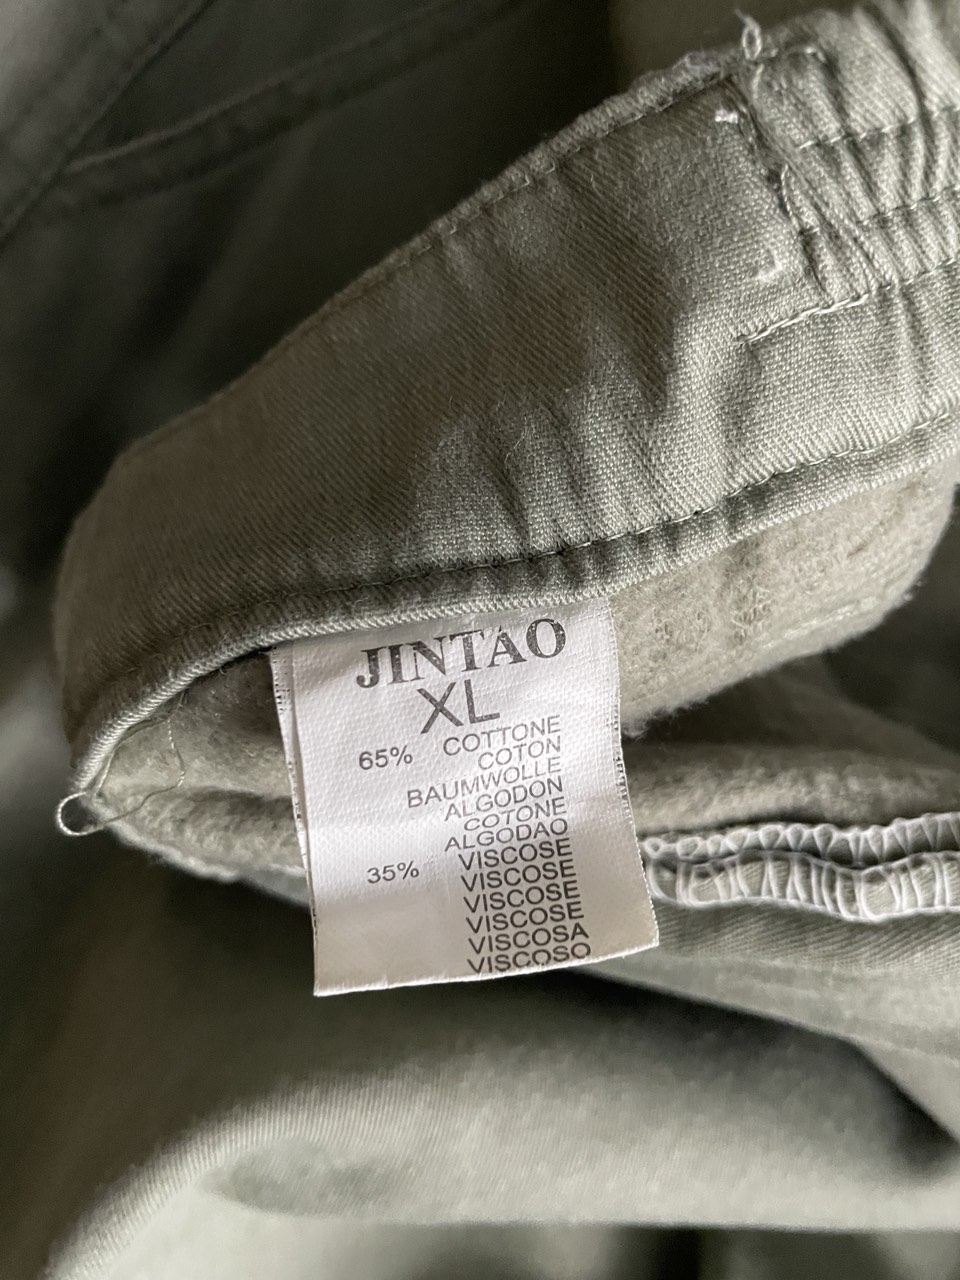 JINTAO
XL
65% COTTONE
COTON
BAUMWOLLE
ALGODON
COTONE
ALGODAO
35% VISCOSE
VISCOSE
VISCOSE
VISCOSE
VISCOSA
VISCOSO